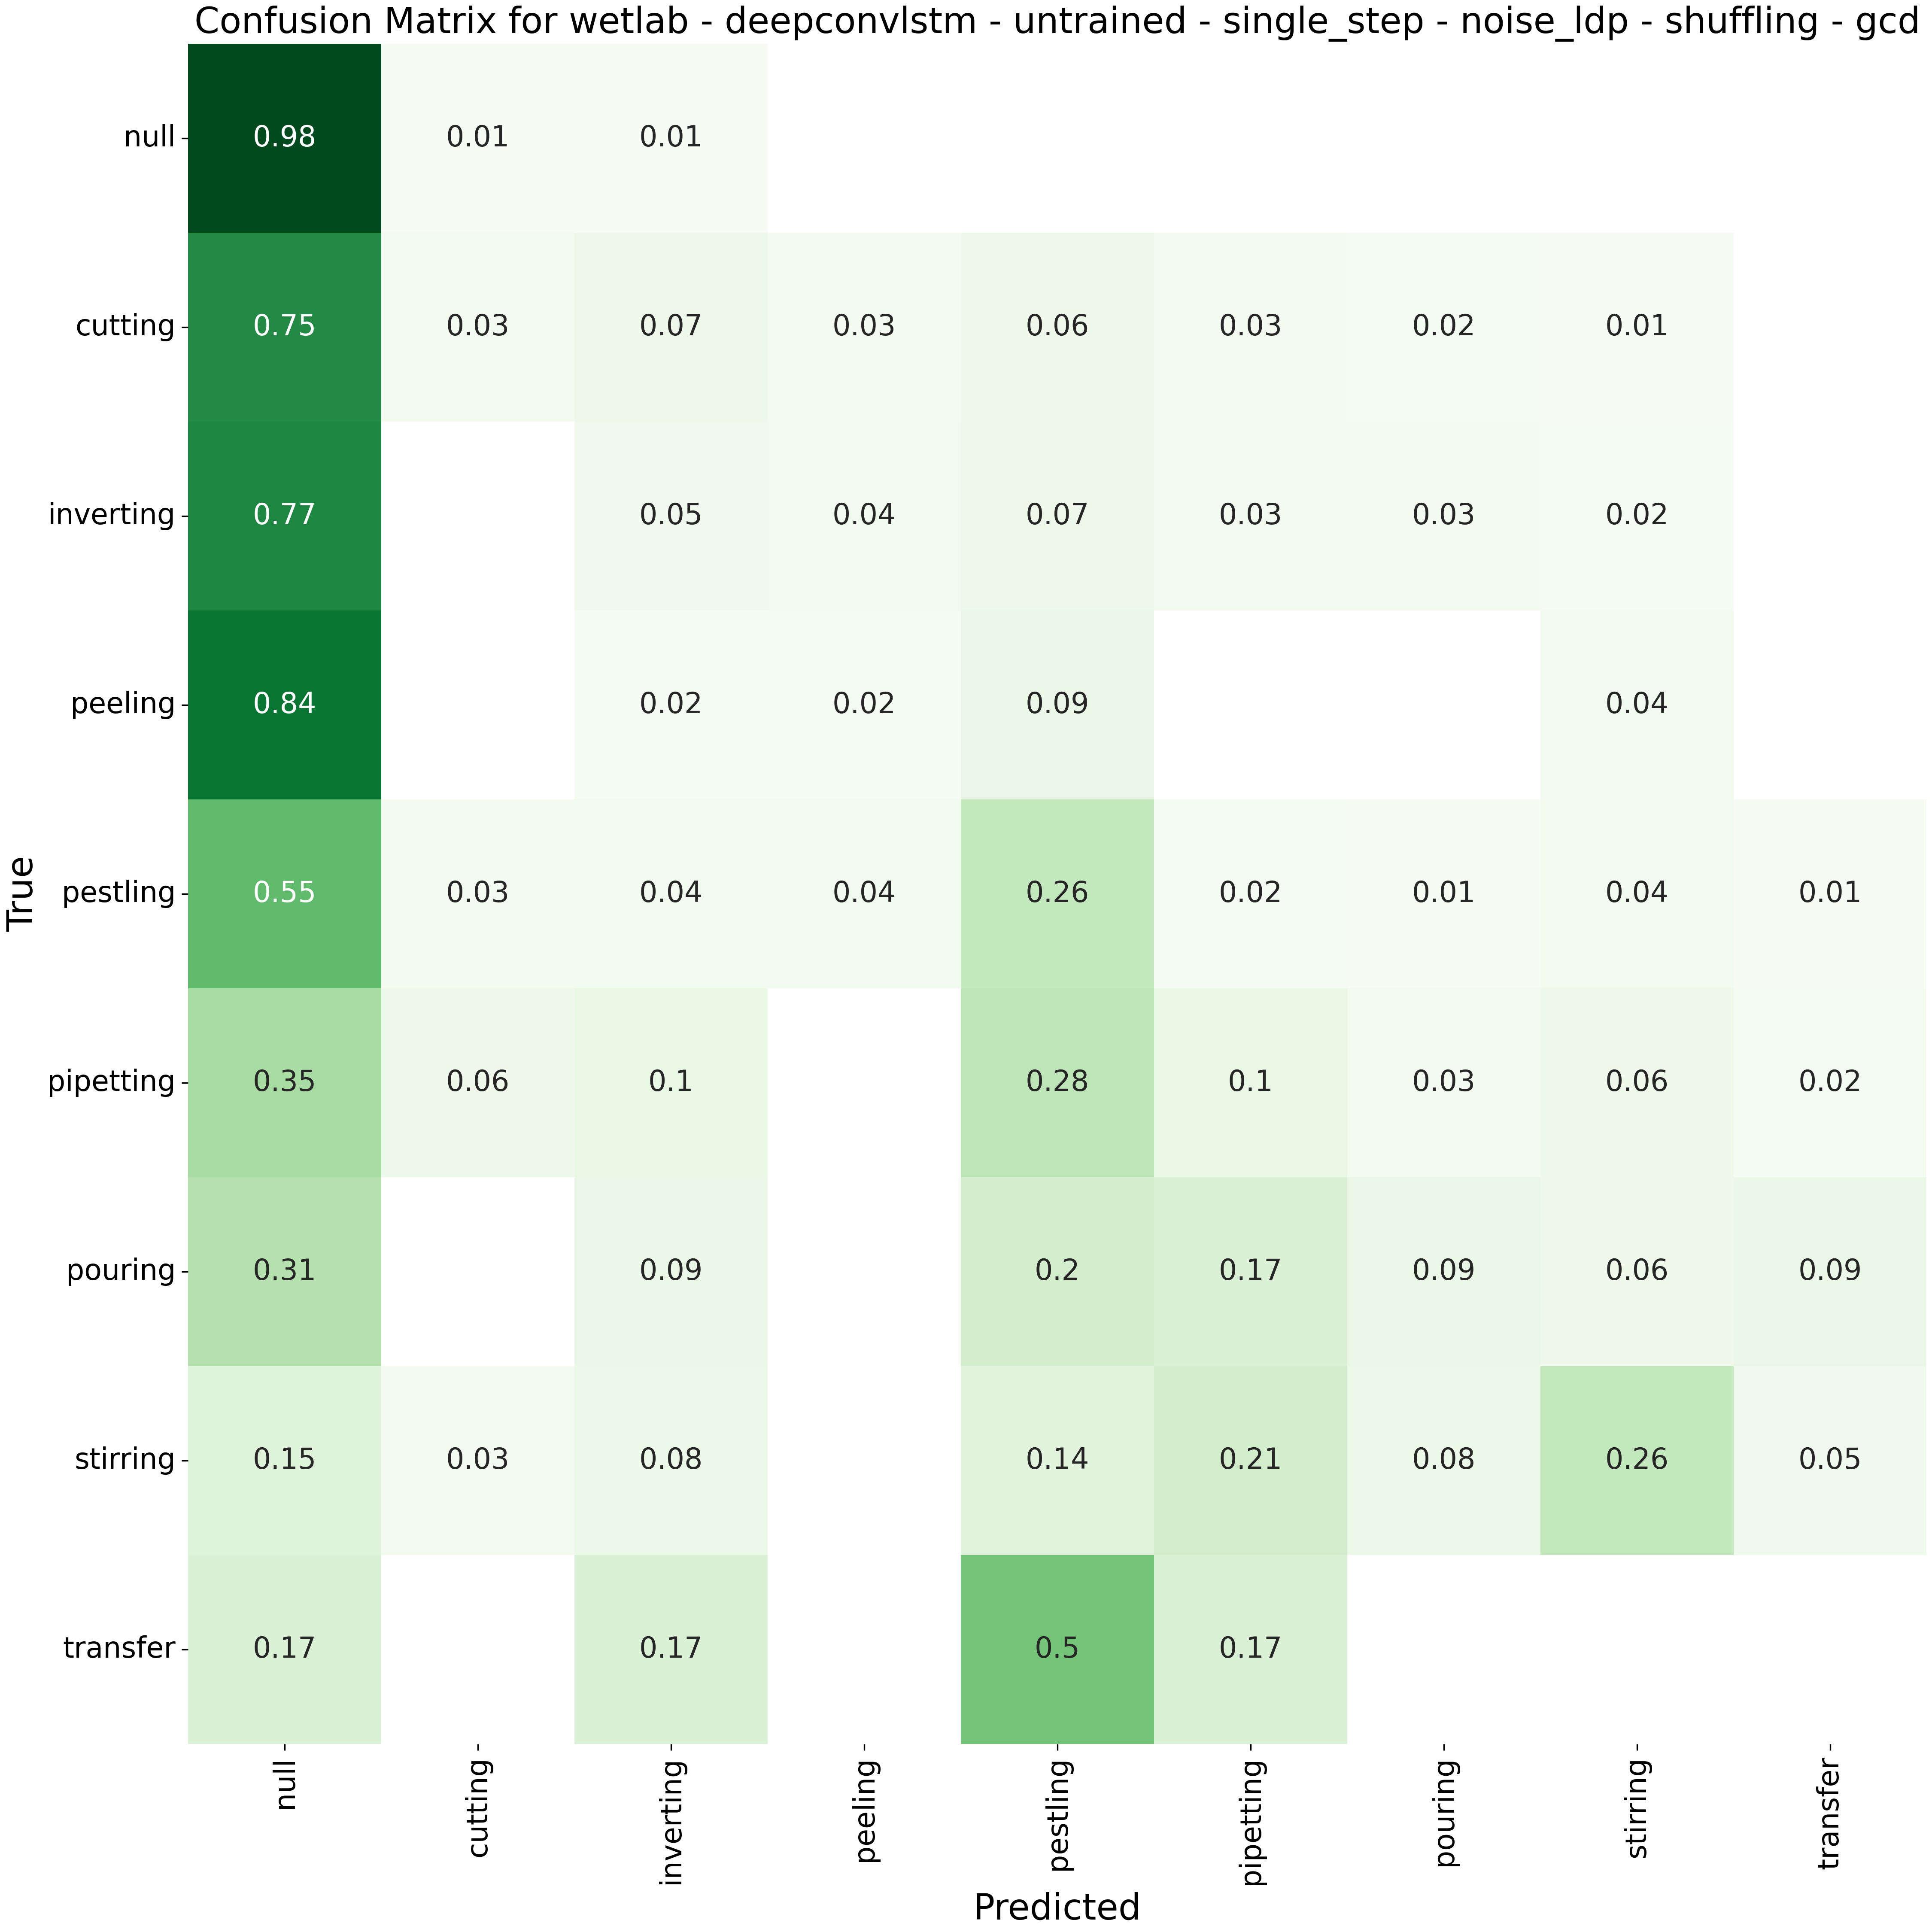 Confusion Matrix for wetlab - deepconvlstm - untrained - single_step - noise_ldp - shuffling - gcd
null 0.98 0.01 0.01
cutting 0.75 0.03 0.07 0.03 0.06 0.03 0.02 0.01
inverting 0.77 0.05 0.04 0.07 0.03 0.03 0.02
peeling 0.84 0.02 0.02 0.09 0.04
pestling 0.55 0.03 0.04 0.04 0.26 0.02 0.01 0.04 0.01
pipetting 0.35 0.06 0.1 0.28 0.1 0.03 0.06 0.02
pouring 0.31 0.09 0.2 0.17 0.09 0.06 0.09
stirring 0.15 0.03 0.08 0.14 0.21 0.08 0.26 0.05
transfer 0.17 0.17 0.5 0.17
True
null cutting inverting peeling pestling pipetting pouring stirring transfer
Predicted